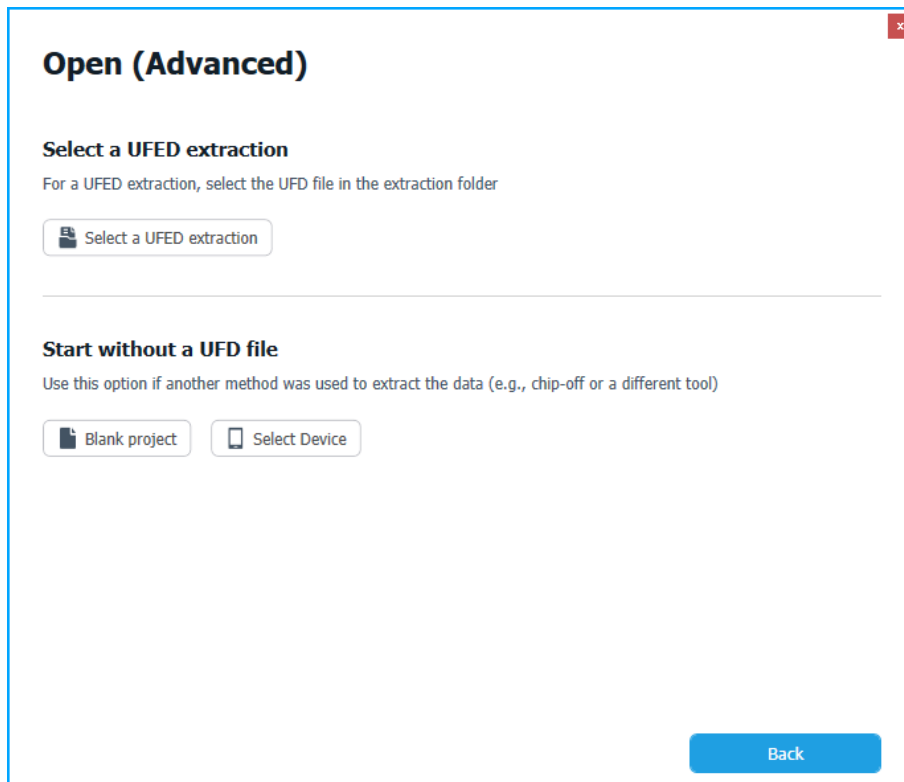 x
Open (Advanced)
Select a UFED extraction
For a UFED extraction, select the UFD file in the extraction folder
Select a UFED extraction
Start without a UFD file
Use this option if another method was used to extract the data (e.g., chip-off or a different tool)
Blank project
Select Device
Back